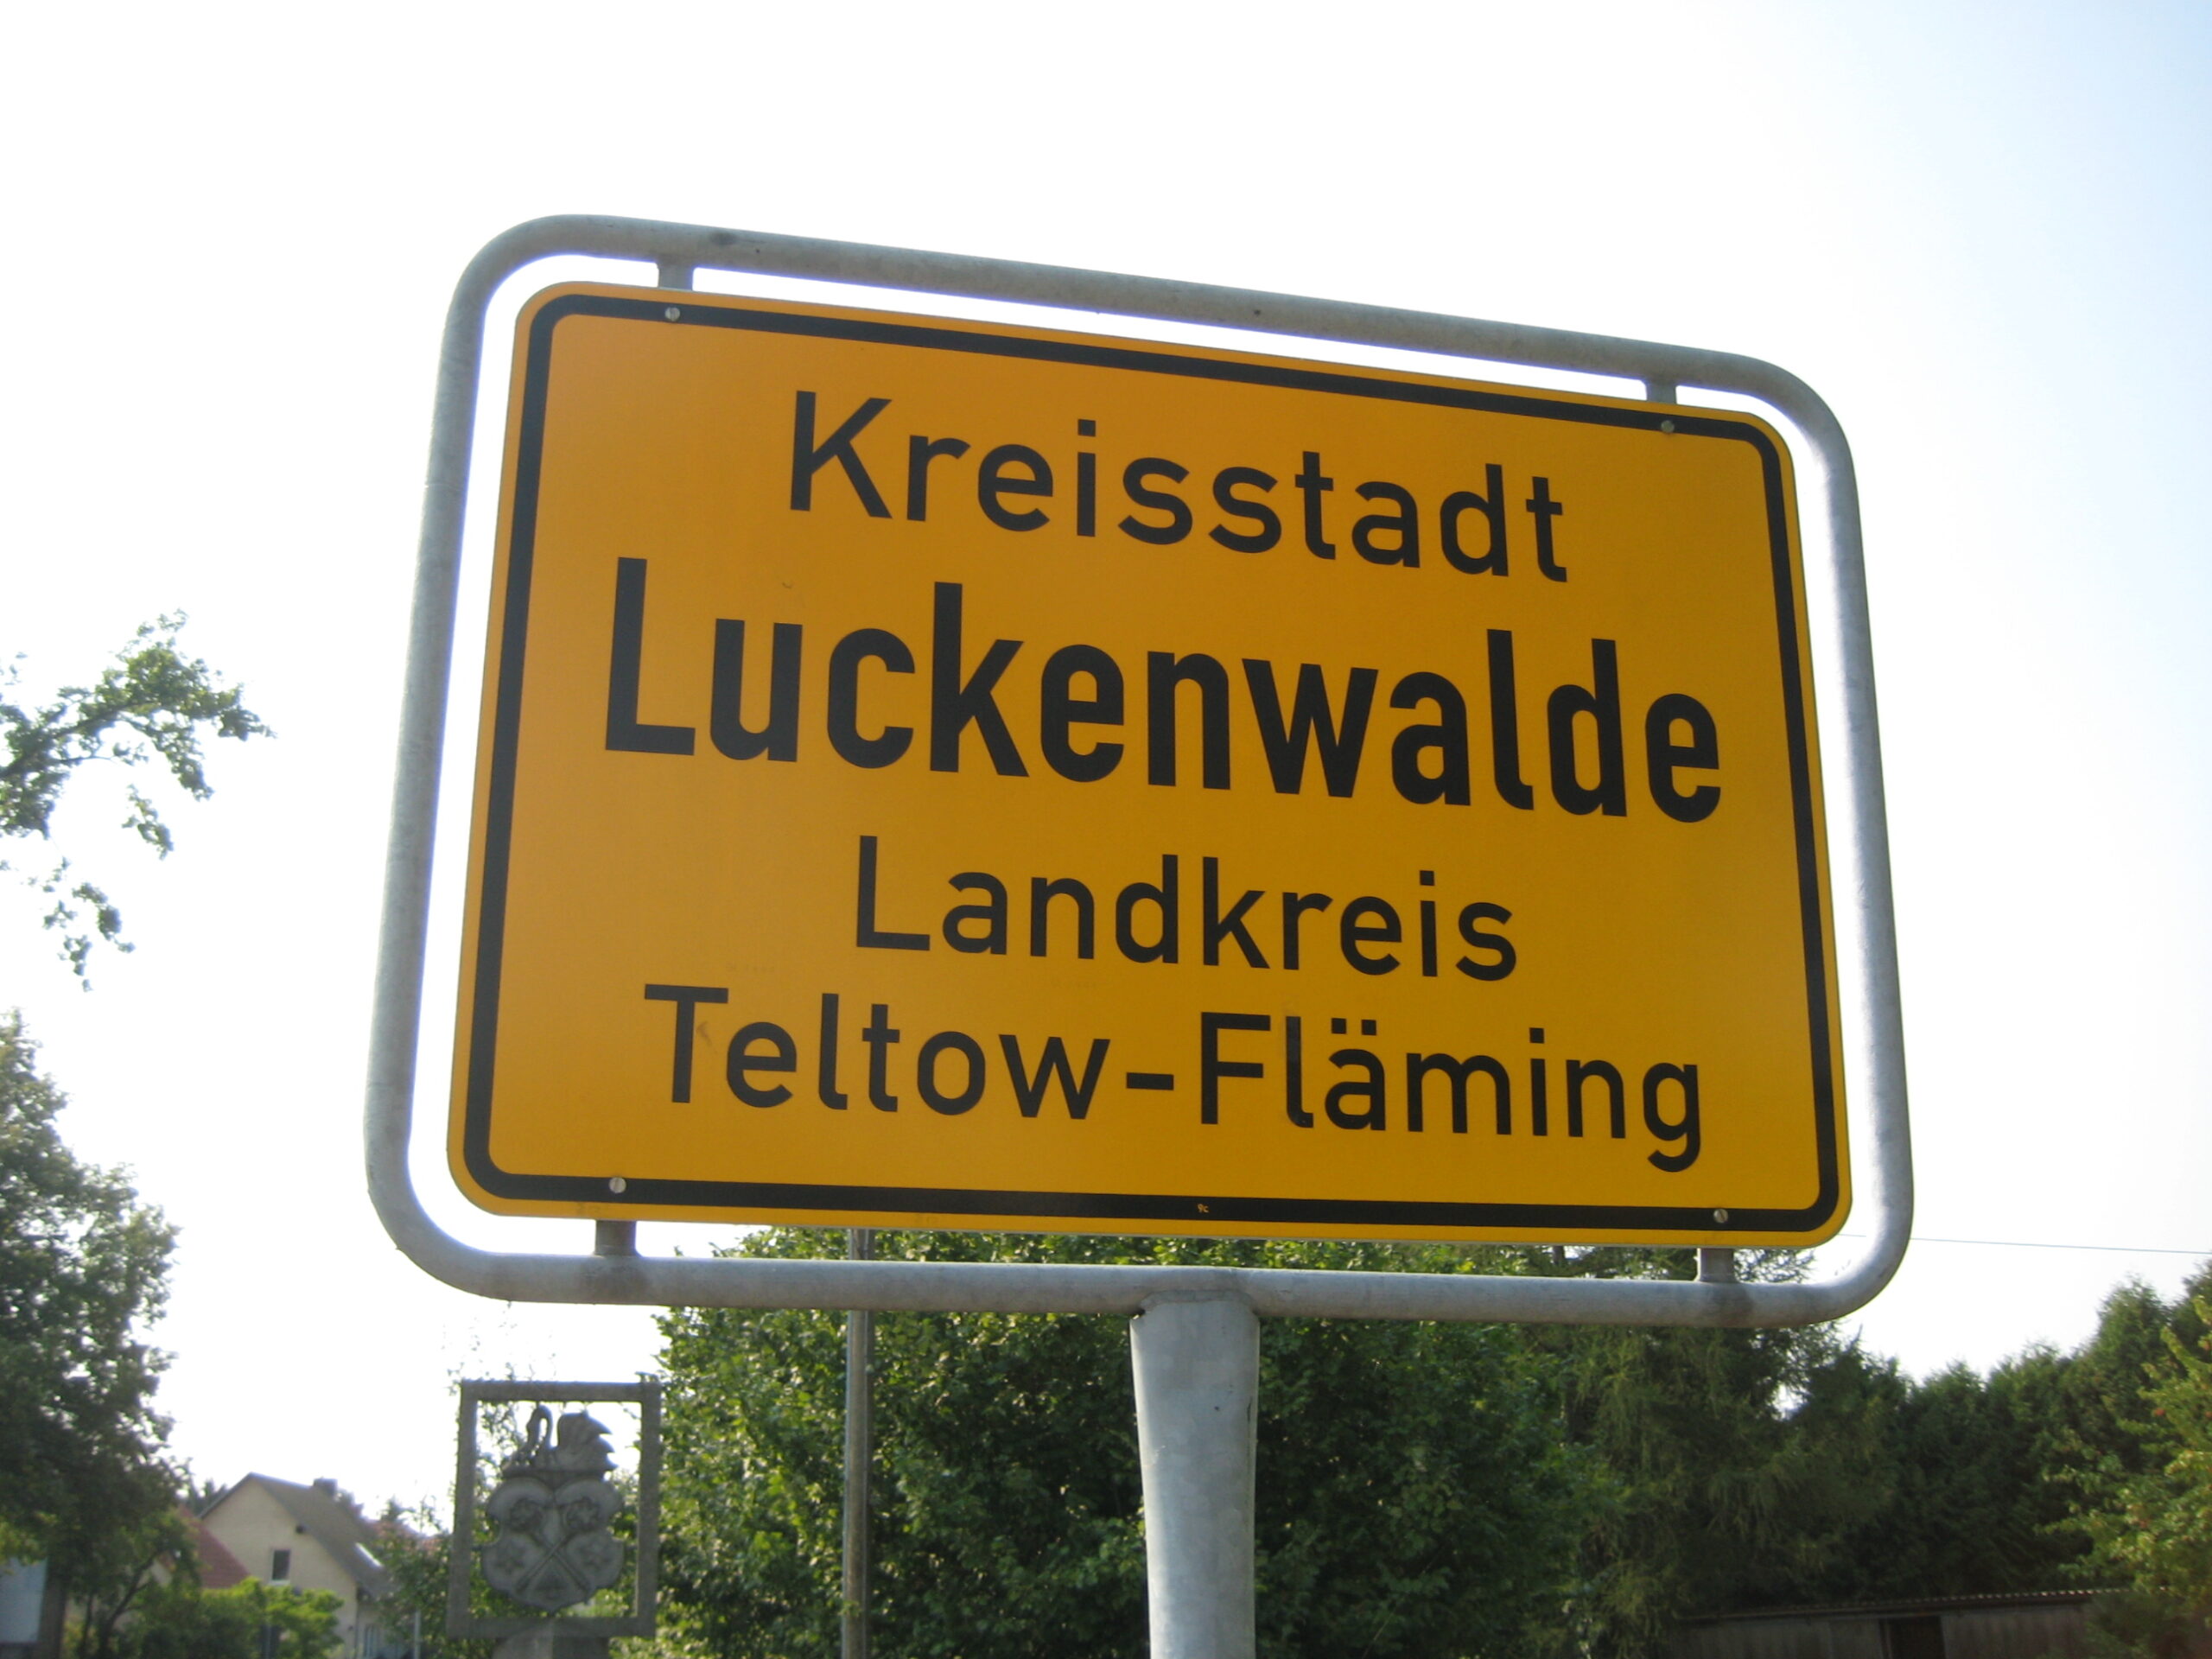 Kreisstadt
Luckenwalde
Landkreis
Teltow-Fläming